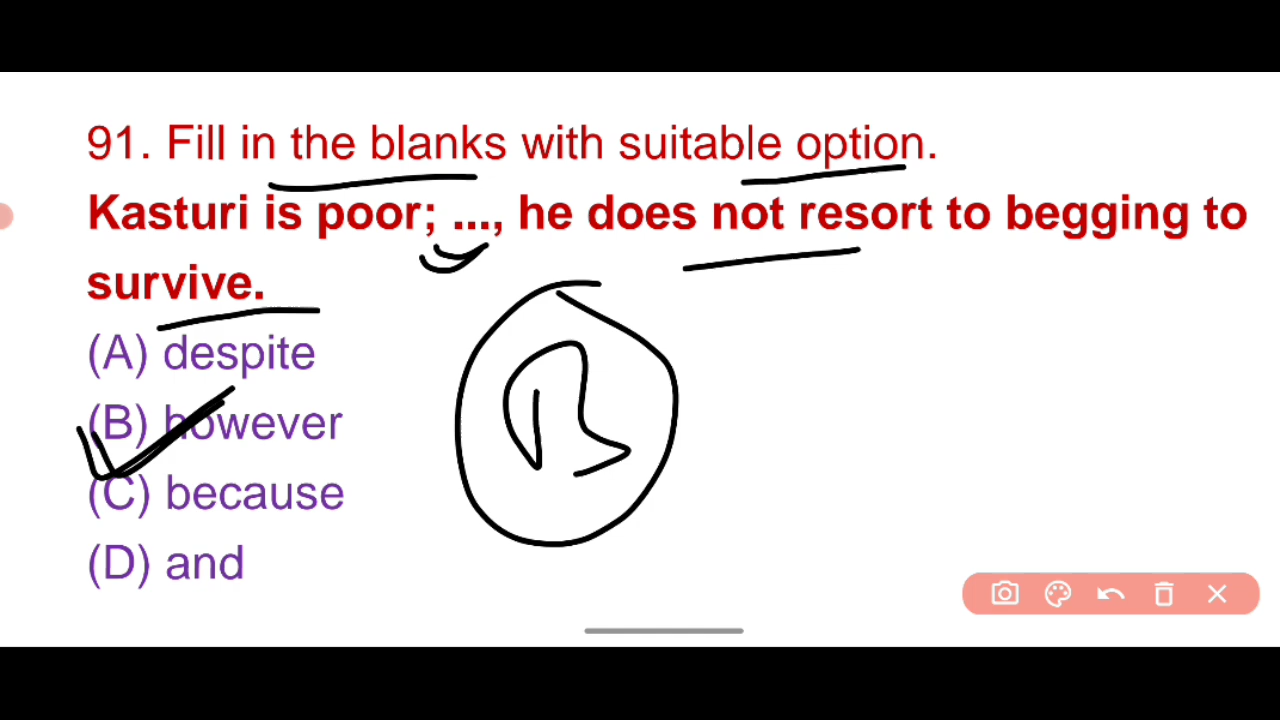 91. Fill in the blanks with suitable option.
Kasturi is poor; ..., he does not resort to begging to
survive.
(A) despite
(B) however
B
(C) because
(D) and